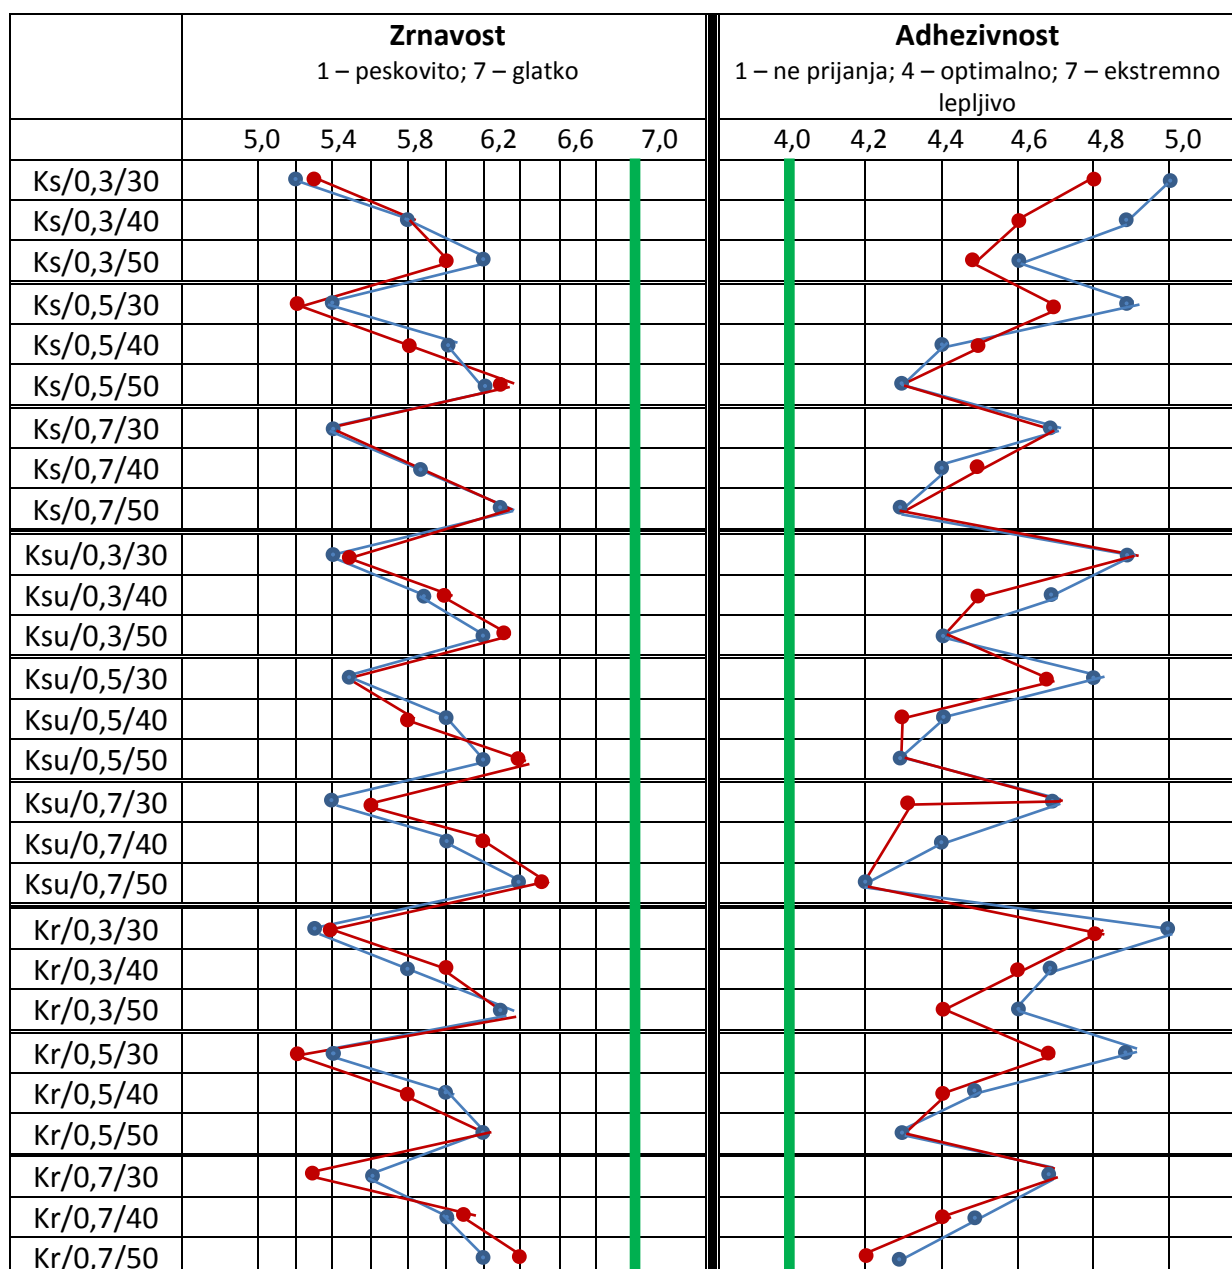 Zrnavost
1 – peskovito; 7 – glatko
Adhezivnost
1 – ne prijanja; 4 – optimalno; 7 – ekstremno
lepljivo
5,0 5,4 5,8 6,2 6,6 7,0 4,0 4,2 4,4 4,6 4,8 5,0
Ks/0,3/30
Ks/0,3/40
Ks/0,3/50
Ks/0,5/30
Ks/0,5/40
Ks/0,5/50
Ks/0,7/30
Ks/0,7/40
Ks/0,7/50
Ksu/0,3/30
Ksu/0,3/40
Ksu/0,3/50
Ksu/0,5/30
Ksu/0,5/40
Ksu/0,5/50
Ksu/0,7/30
Ksu/0,7/40
Ksu/0,7/50
Kr/0,3/30
Kr/0,3/40
Kr/0,3/50
Kr/0,5/30
Kr/0,5/40
Kr/0,5/50
Kr/0,7/30
Kr/0,7/40
Kr/0,7/50